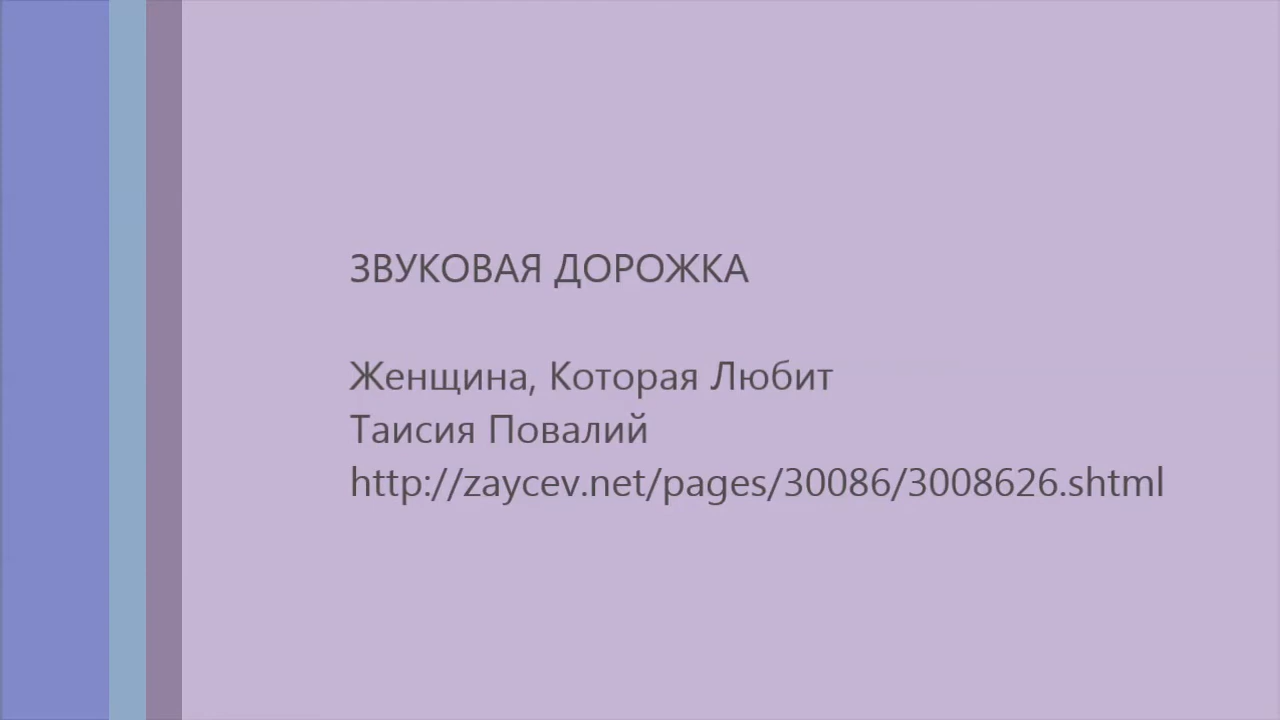 ЗВУКОВАЯ ДОРОЖКА
Женщина, Которая Любит
Таисия Повалий
http://zaycev.net/pages/30086/3008626.shtml